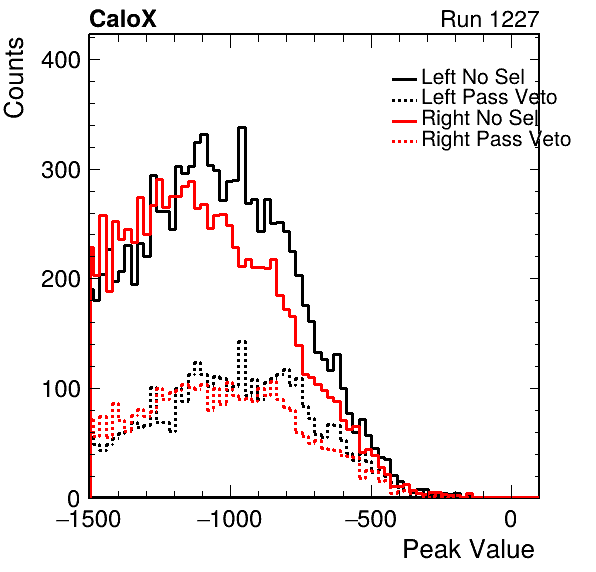 CaloX Run 1227
Counts
400
300
200
100
0
Left No Sel
Left Pass Veto
Right No Sel
Right Pass Veto
−1500 −1000 −500 0
Peak Value